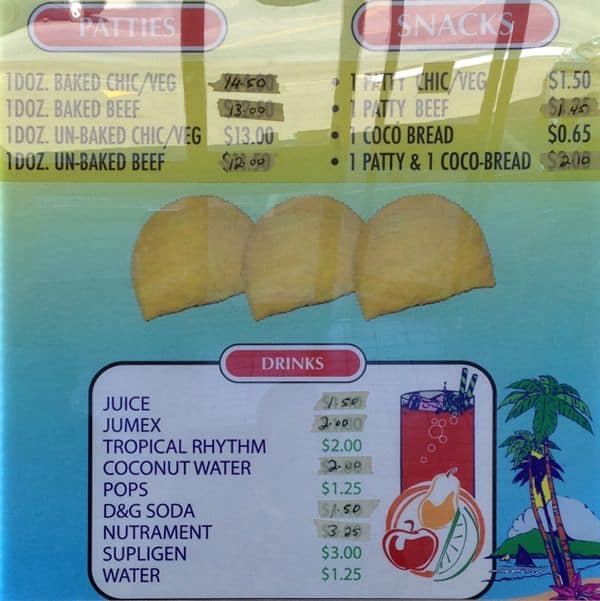 PATTIES
1DOZ. BAKED CHIC/VEG 14.50
1DOZ. BAKED BEEF 13.00
1DOZ. UN-BAKED CHIC/VEG $13.00
1DOZ. UN-BAKED BEEF $12.00
SNACKS
• 1 PATTY CHIC/VEG $1.50
• 1 PATTY BEEF $1.45
• 1 COCO BREAD $0.65
• 1 PATTY & 1 COCO-BREAD $2.10
DRINKS
JUICE 1.50
JUMEX 2.00
TROPICAL RHYTHM $2.00
COCONUT WATER 2.00
POPS $1.25
D&G SODA 1.50
NUTRAMENT 3.25
SUPLIGEN $3.00
WATER $1.25